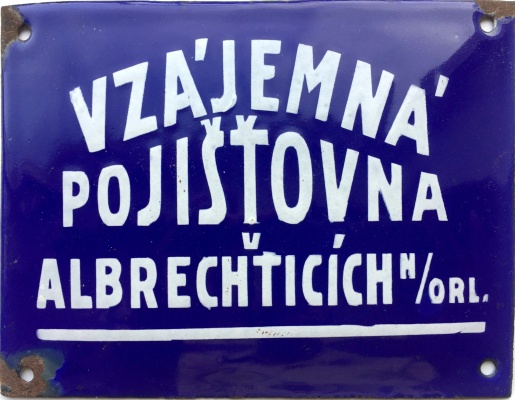 VZÁJEMNÁ
POJIŠŤOVNA
V
ALBRECHTICÍCH N/ORL.